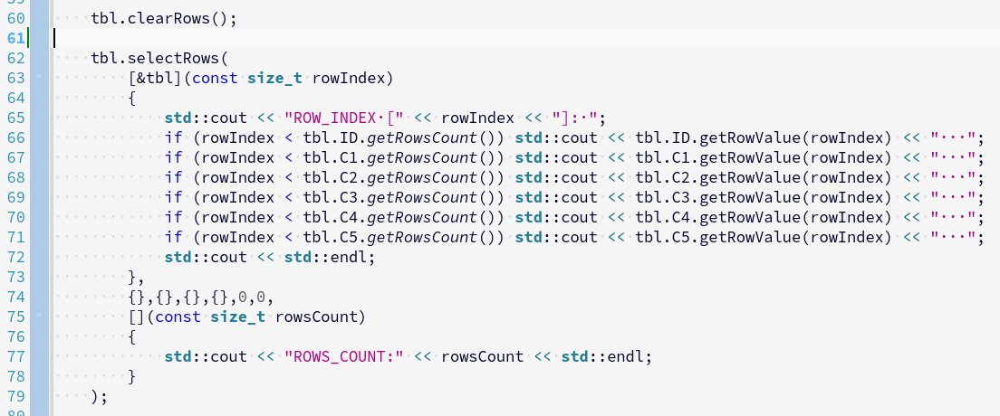 60     tbl.clearRows();
61
62     tbl.selectRows(
63         [&tbl](const size_t rowIndex)
64         {
65             std::cout << "ROW_INDEX·[" << rowIndex << "]:·";
66             if (rowIndex < tbl.ID.getRowsCount()) std::cout << tbl.ID.getRowValue(rowIndex) << "···";
67             if (rowIndex < tbl.C1.getRowsCount()) std::cout << tbl.C1.getRowValue(rowIndex) << "···";
68             if (rowIndex < tbl.C2.getRowsCount()) std::cout << tbl.C2.getRowValue(rowIndex) << "···";
69             if (rowIndex < tbl.C3.getRowsCount()) std::cout << tbl.C3.getRowValue(rowIndex) << "···";
70             if (rowIndex < tbl.C4.getRowsCount()) std::cout << tbl.C4.getRowValue(rowIndex) << "···";
71             if (rowIndex < tbl.C5.getRowsCount()) std::cout << tbl.C5.getRowValue(rowIndex) << "···";
72             std::cout << std::endl;
73         },
74         {},{},{},{},0,0,
75         [](const size_t rowsCount)
76         {
77             std::cout << "ROWS_COUNT:" << rowsCount << std::endl;
78         }
79     );